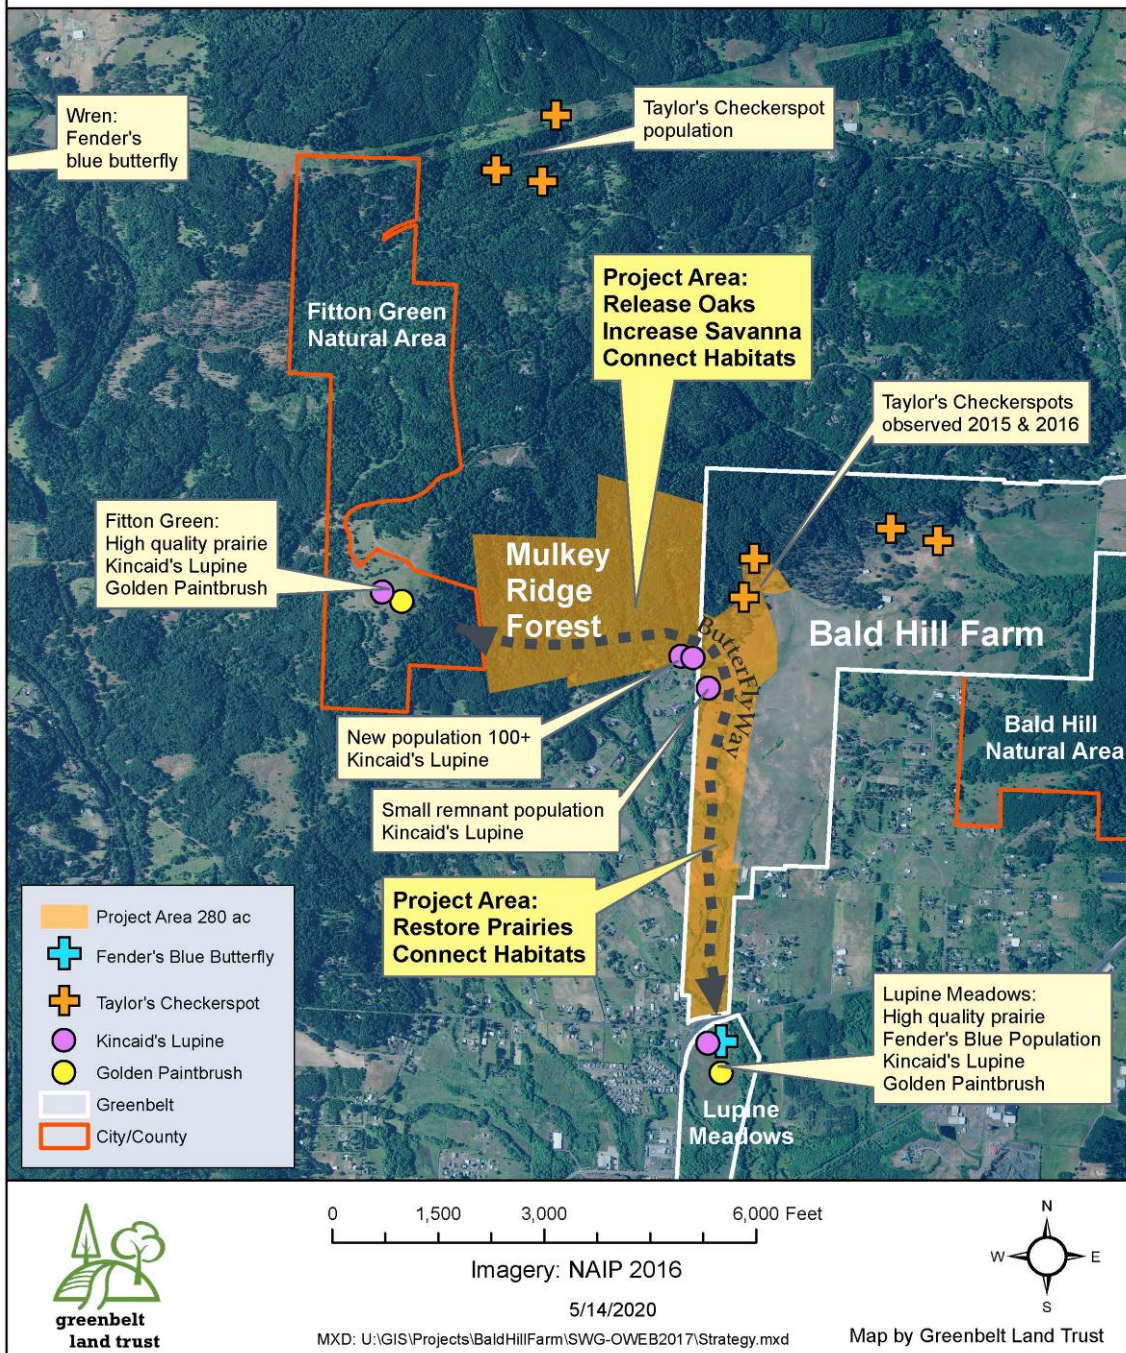 Wren:
Fender's
blue butterfly
Taylor's Checkerspot
population
Fitton Green
Natural Area
Project Area:
Release Oaks
Increase Savanna
Connect Habitats
Taylor's Checkerspots
observed 2015 & 2016
Fitton Green:
High quality prairie
Kincaid's Lupine
Golden Paintbrush
Mulkey
Ridge
Forest
Bald Hill Farm
ButterFlyWay
Bald Hill
Natural Area
New population 100+
Kincaid's Lupine
Small remnant population
Kincaid's Lupine
Project Area:
Restore Prairies
Connect Habitats
Lupine Meadows:
High quality prairie
Fender's Blue Population
Kincaid's Lupine
Golden Paintbrush
Lupine
Meadows
Project Area 280 ac
Fender's Blue Butterfly
Taylor's Checkerspot
Kincaid's Lupine
Golden Paintbrush
Greenbelt
City/County
greenbelt
land trust
0 1,500 3,000 6,000 Feet
Imagery: NAIP 2016
5/14/2020
MXD: U:\GIS\Projects\BaldHillFarm\SWG-OWEB2017\Strategy.mxd
N
W E
S
Map by Greenbelt Land Trust